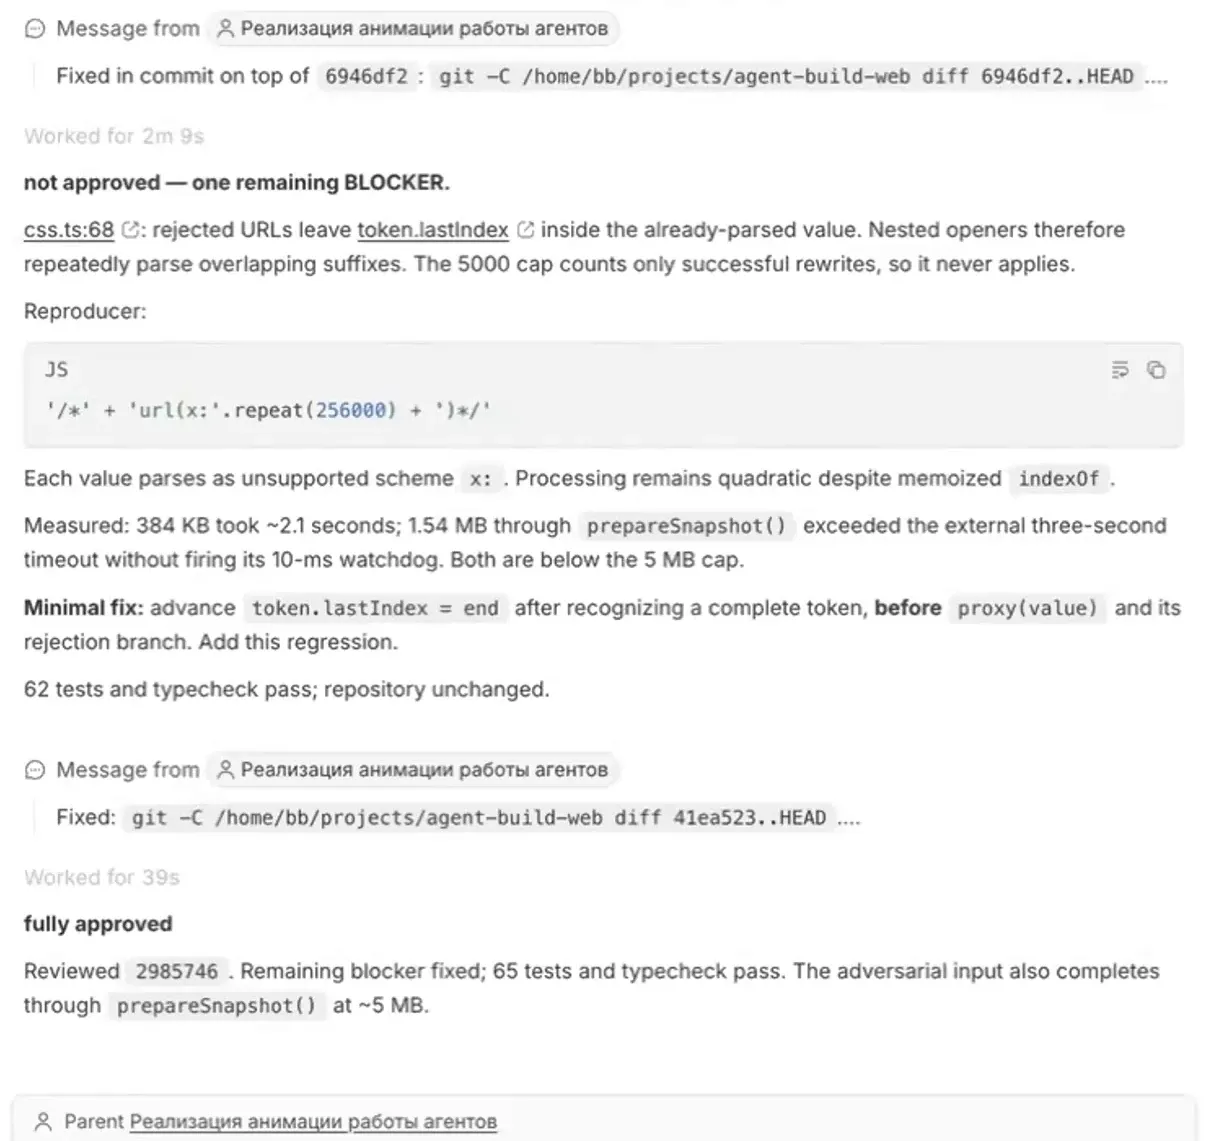 Message from Реализация анимации работы агентов
Fixed in commit on top of 6946df2 : git -C /home/bb/projects/agent-build-web diff 6946df2..HEAD ....
Worked for 2m 9s
not approved — one remaining BLOCKER.
css.ts:68 : rejected URLs leave token.lastIndex inside the already-parsed value. Nested openers therefore
repeatedly parse overlapping suffixes. The 5000 cap counts only successful rewrites, so it never applies.
Reproducer:
JS
'/*' + 'url(x:'.repeat(256000) + ')*/'
Each value parses as unsupported scheme x: . Processing remains quadratic despite memoized indexOf .
Measured: 384 KB took ~2.1 seconds; 1.54 MB through prepareSnapshot() exceeded the external three-second
timeout without firing its 10-ms watchdog. Both are below the 5 MB cap.
Minimal fix: advance token.lastIndex = end after recognizing a complete token, before proxy(value) and its
rejection branch. Add this regression.
62 tests and typecheck pass; repository unchanged.
Message from Реализация анимации работы агентов
Fixed: git -C /home/bb/projects/agent-build-web diff 41ea523..HEAD ....
Worked for 39s
fully approved
Reviewed 2985746 . Remaining blocker fixed; 65 tests and typecheck pass. The adversarial input also completes
through prepareSnapshot() at ~5 MB.
Parent Реализация анимации работы агентов